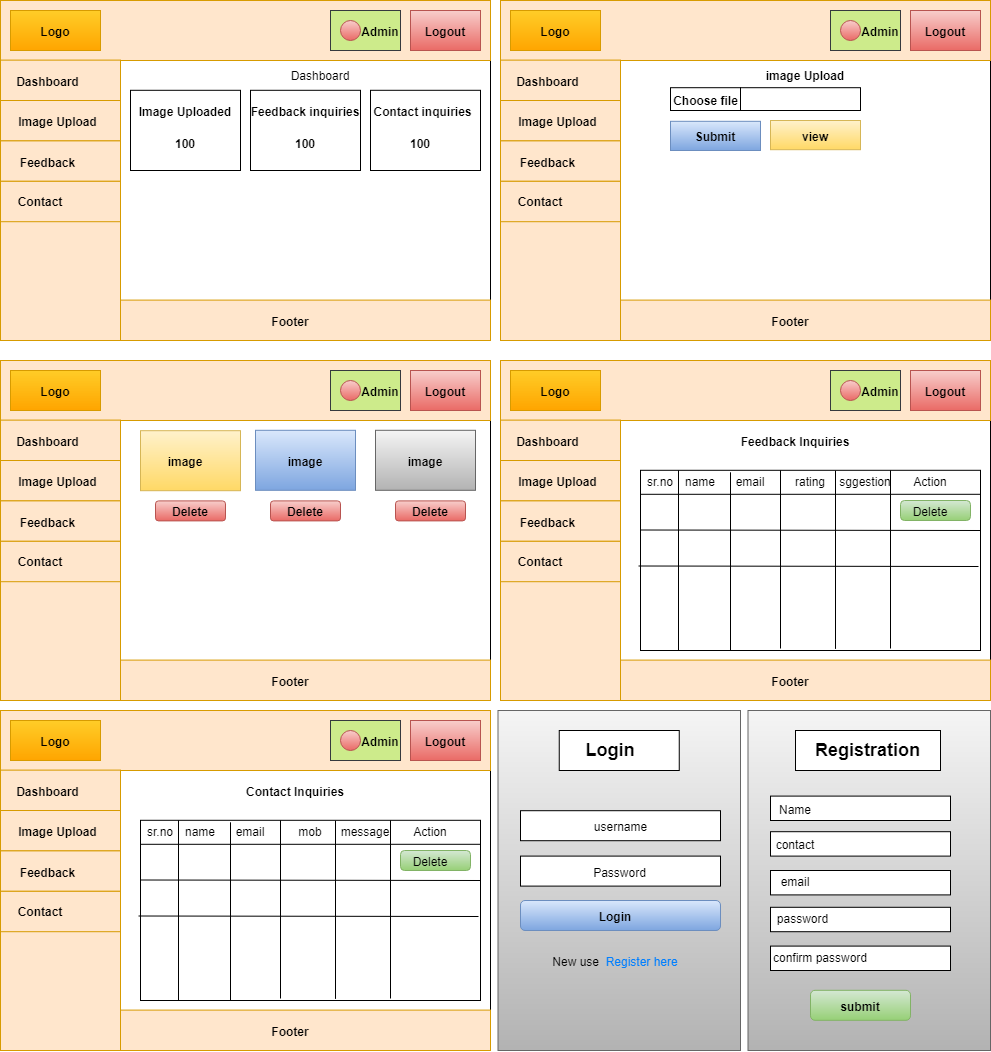 Logo
Admin
Logout
Dashboard
Image Upload
Feedback
Contact
Dashboard
Image Uploaded
100
Feedback inquiries
100
Contact inquiries
100
Footer
Logo
Admin
Logout
Dashboard
Image Upload
Feedback
Contact
image Upload
Choose file
Submit
view
Footer
Logo
Admin
Logout
Dashboard
Image Upload
Feedback
Contact
image
image
image
Delete
Delete
Delete
Footer
Logo
Admin
Logout
Dashboard
Image Upload
Feedback
Contact
Feedback Inquiries
sr.no name email rating sggestion Action
Delete
Footer
Logo
Admin
Logout
Dashboard
Image Upload
Feedback
Contact
Contact Inquiries
sr.no name email mob message Action
Delete
Footer
Login
username
Password
Login
New use Register here
Registration
Name
contact
email
password
confirm password
submit